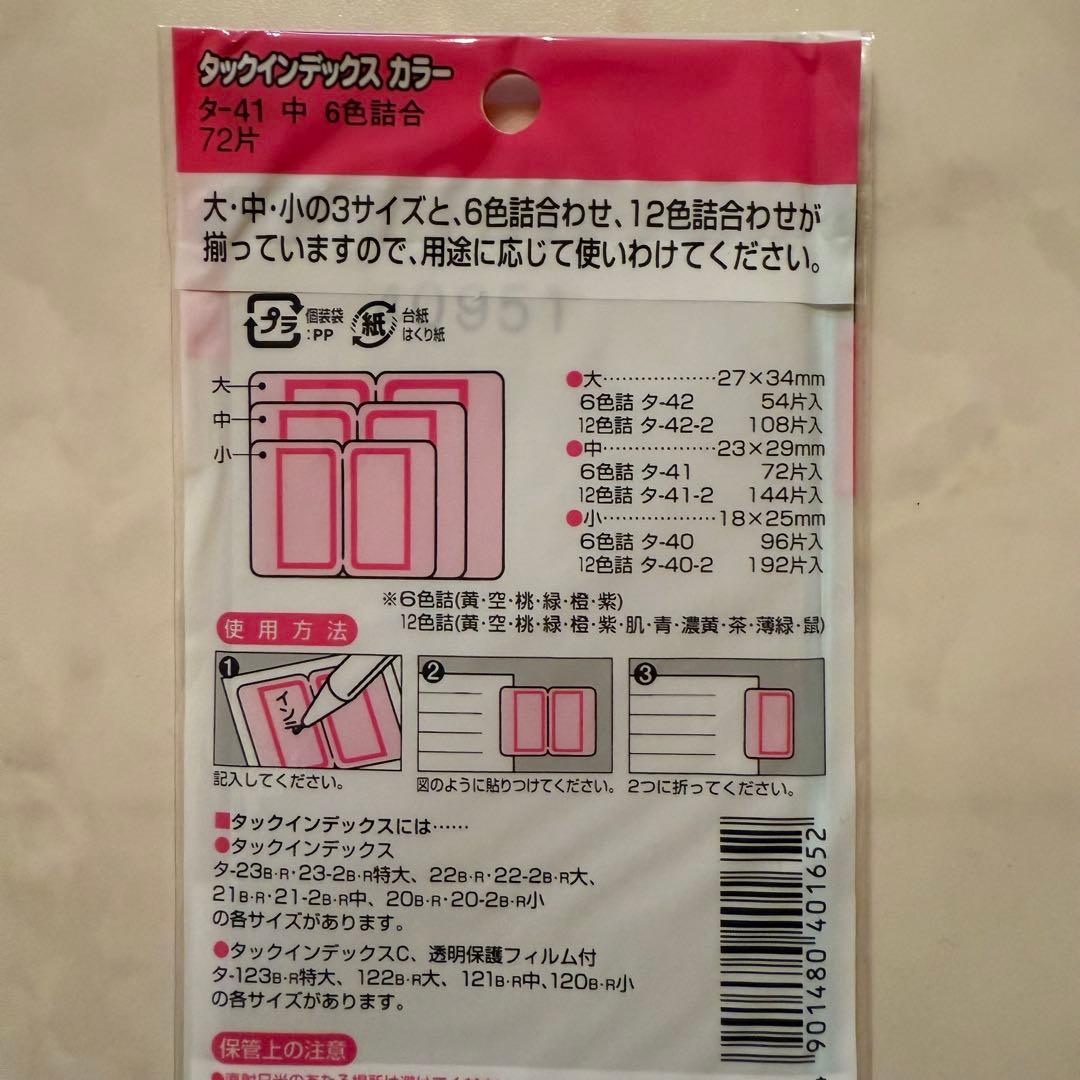 タックインデックス カラー
タ-41 中 6色詰合
72片
大・中・小の3サイズと、6色詰合わせ、12色詰合わせが
揃っていますので、用途に応じて使いわけてください。
プラ 個装袋 :PP 紙 台紙 はくり紙
大
中
小
●大………………27×34mm
6色詰 タ-42 54片入
12色詰 タ-42-2 108片入
●中………………23×29mm
6色詰 タ-41 72片入
12色詰 タ-41-2 144片入
●小………………18×25mm
6色詰 タ-40 96片入
12色詰 タ-40-2 192片入
※6色詰(黄・空・桃・緑・橙・紫)
12色詰(黄・空・桃・緑・橙・紫・肌・青・濃黄・茶・薄緑・鼠)
使用方法
1 イン
2
3
記入してください。
図のように貼りつけてください。
2つに折ってください。
■タックインデックスには……
●タックインデックス
タ-23B・R・23-2B・R特大、22B・R・22-2B・R大、
21B・R・21-2B・R中、20B・R・20-2B・R小
の各サイズがあります。
●タックインデックスC、透明保護フィルム付
タ-123B・R特大、122B・R大、121B・R中、120B・R小
の各サイズがあります。
4 901480 401652
保管上の注意